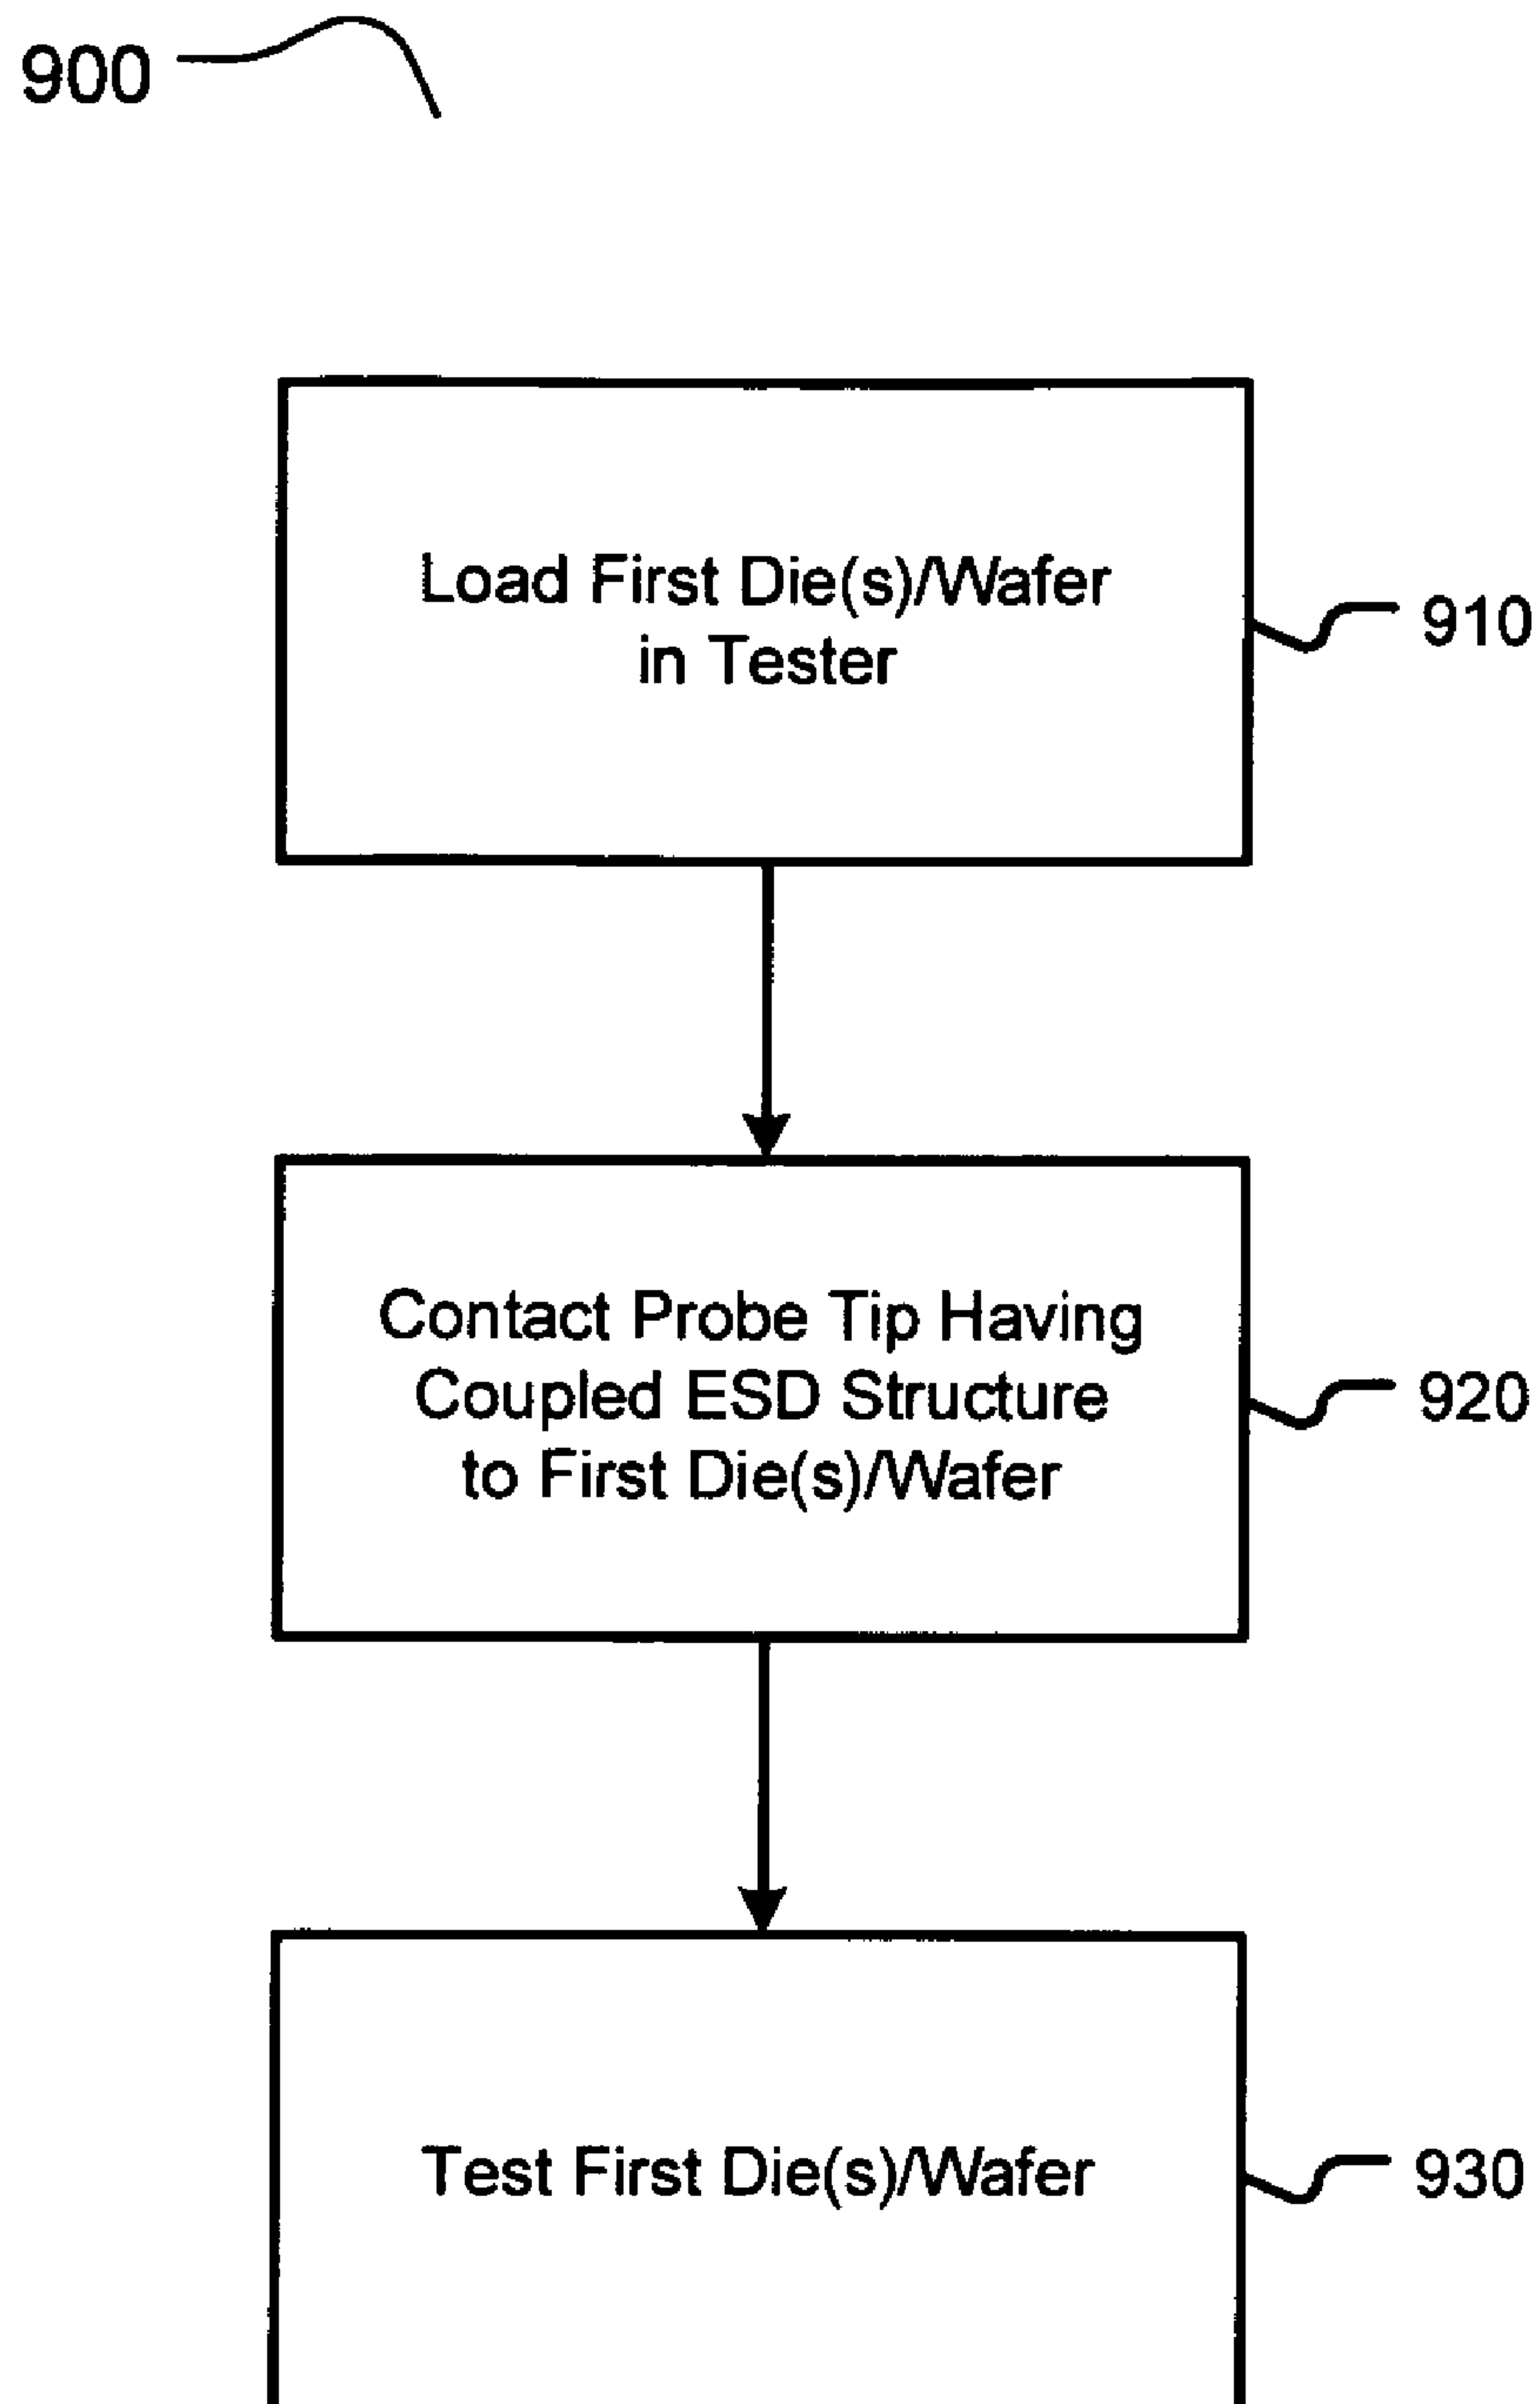 900
Load First Die(s)/Wafer
in Tester
910
Contact Probe Tip Having
Coupled ESD Structure
to First Die(s)/Wafer
920
Test First Die(s)/Wafer
930